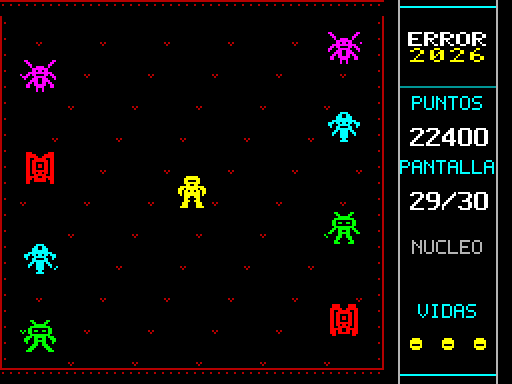 ERROR
2026
PUNTOS
22400
PANTALLA
29/30
NUCLEO
VIDAS